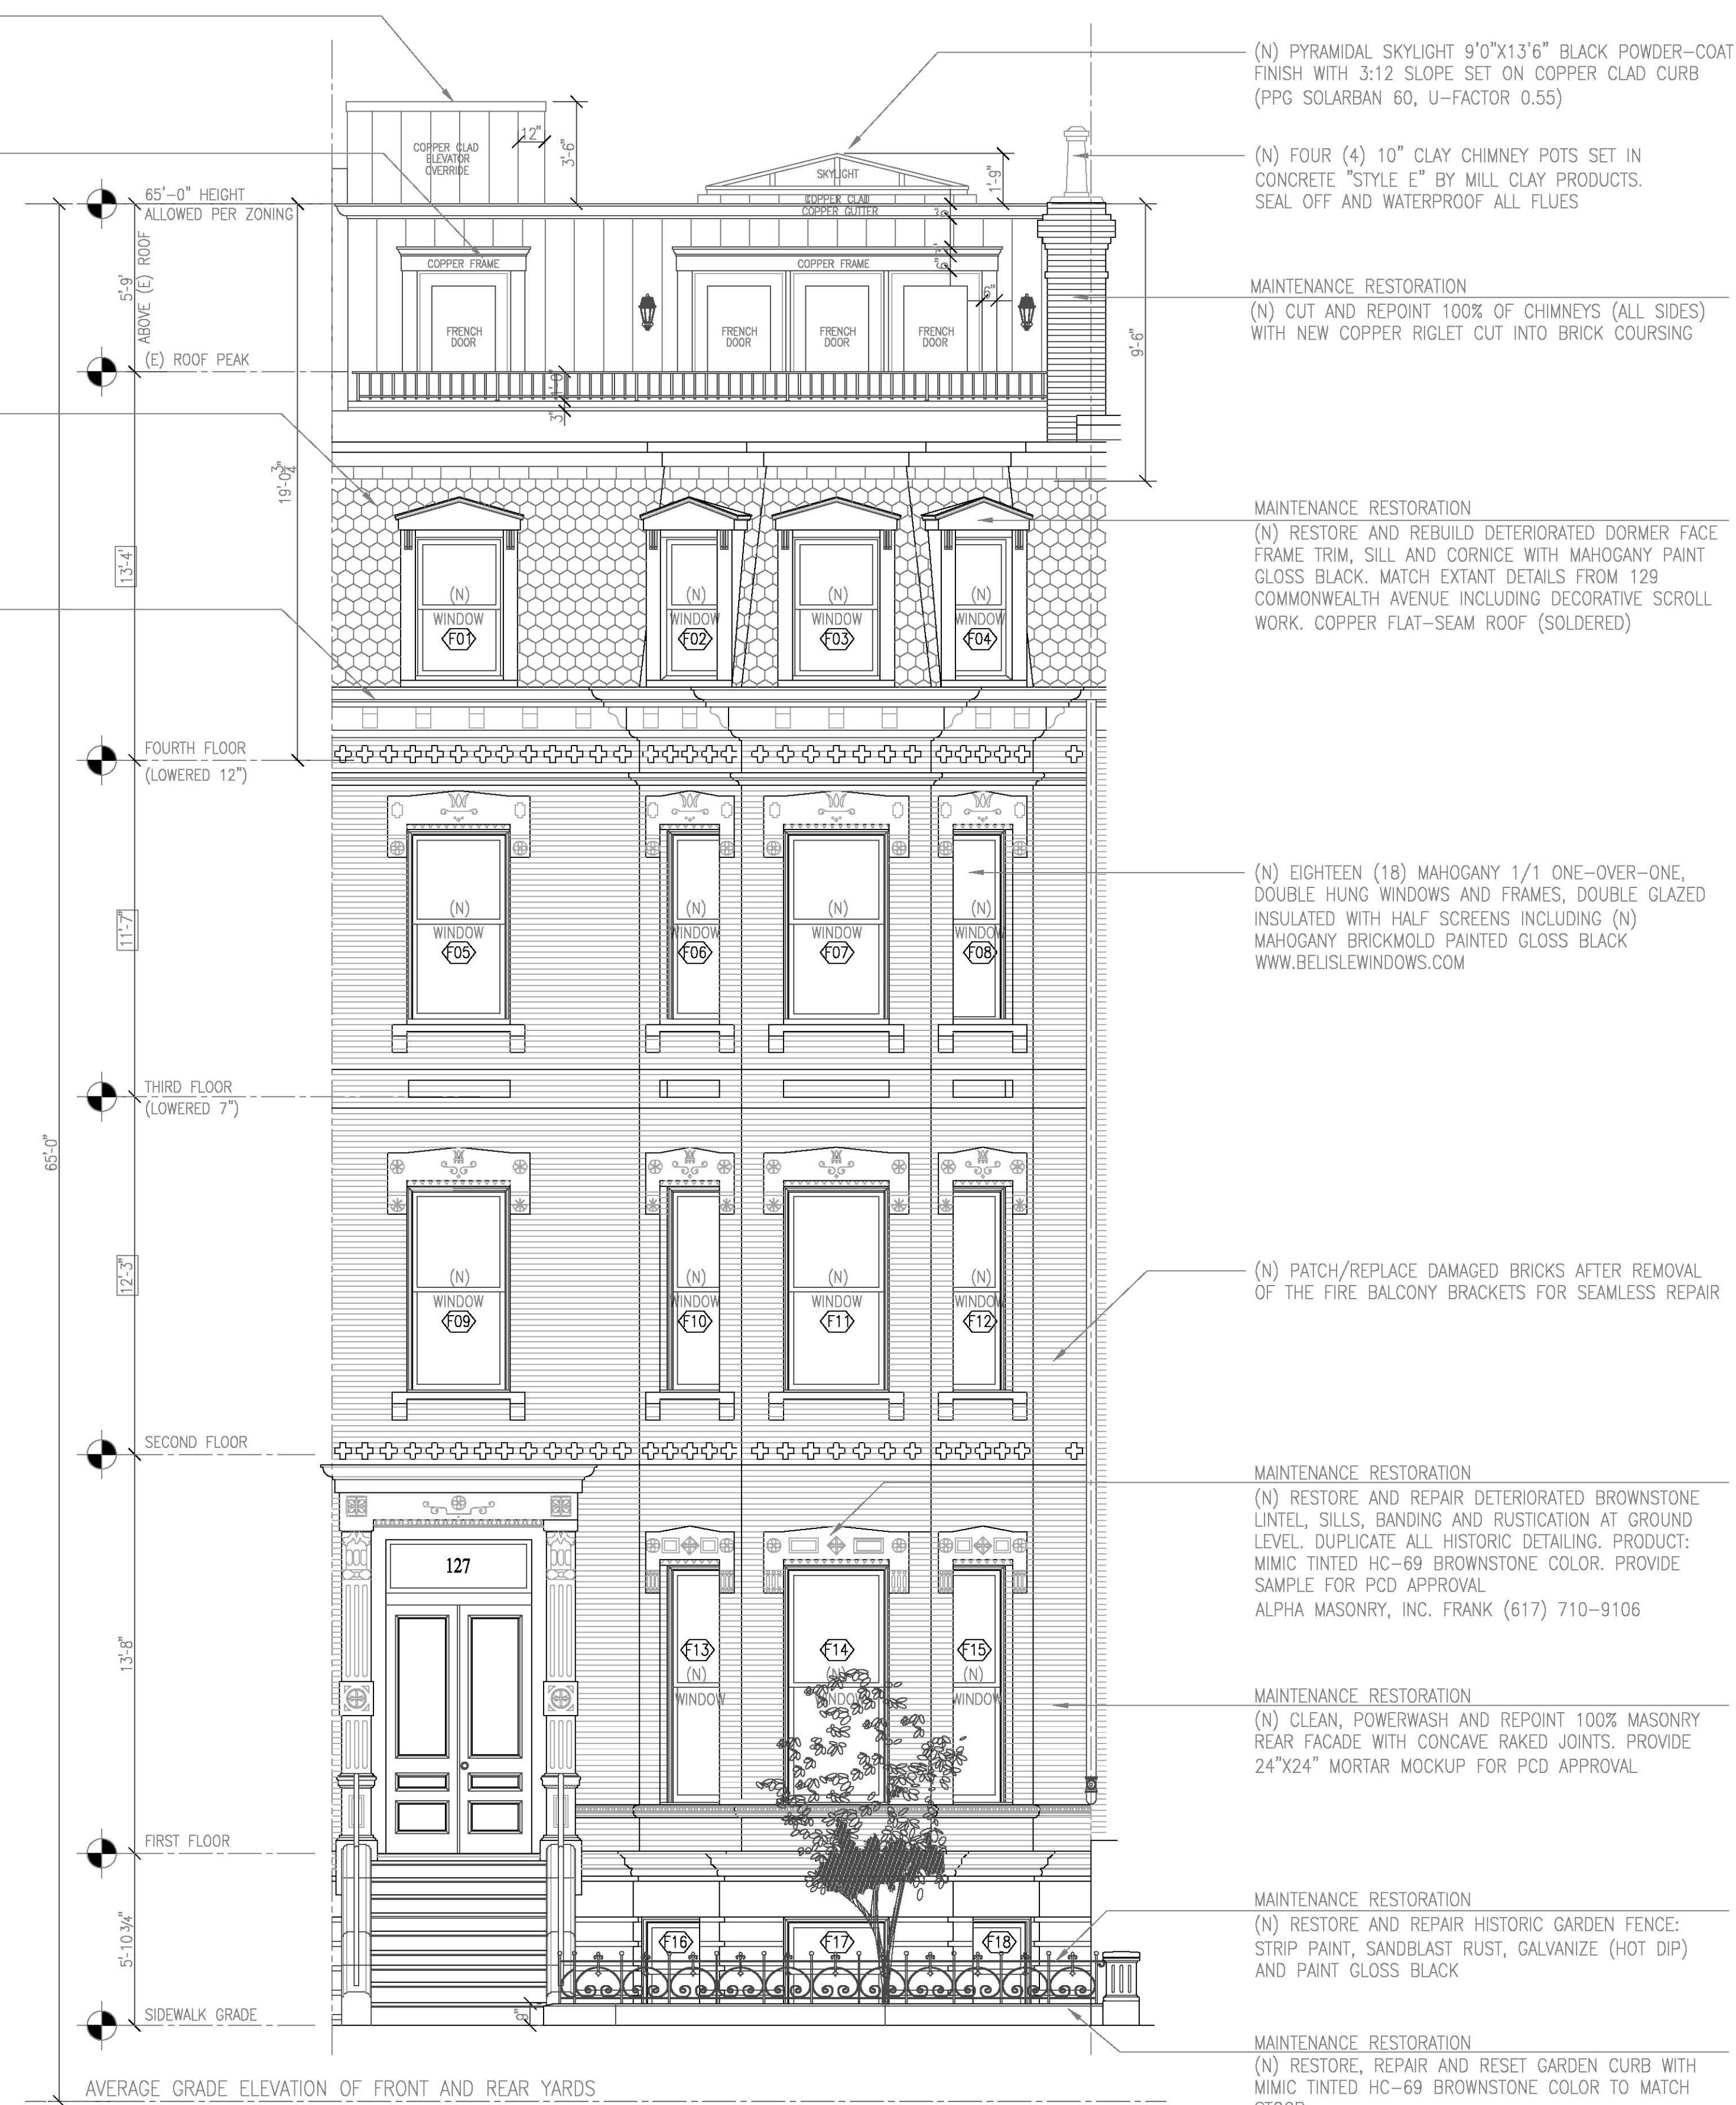 (N) PYRAMIDAL SKYLIGHT 9'0"X13'6" BLACK POWDER-COAT
FINISH WITH 3:12 SLOPE SET ON COPPER CLAD CURB
(PPG SOLARBAN 60, U-FACTOR 0.55)
(N) FOUR (4) 10" CLAY CHIMNEY POTS SET IN
CONCRETE "STYLE E" BY MILL CLAY PRODUCTS.
SEAL OFF AND WATERPROOF ALL FLUES
MAINTENANCE RESTORATION
(N) CUT AND REPOINT 100% OF CHIMNEYS (ALL SIDES)
WITH NEW COPPER RIGLET CUT INTO BRICK COURSING
MAINTENANCE RESTORATION
(N) RESTORE AND REBUILD DETERIORATED DORMER FACE
FRAME TRIM, SILL AND CORNICE WITH MAHOGANY PAINT
GLOSS BLACK. MATCH EXTANT DETAILS FROM 129
COMMONWEALTH AVENUE INCLUDING DECORATIVE SCROLL
WORK. COPPER FLAT-SEAM ROOF (SOLDERED)
(N) EIGHTEEN (18) MAHOGANY 1/1 ONE-OVER-ONE,
DOUBLE HUNG WINDOWS AND FRAMES, DOUBLE GLAZED
INSULATED WITH HALF SCREENS INCLUDING (N)
MAHOGANY BRICKMOLD PAINTED GLOSS BLACK
WWW.BELISLEWINDOWS.COM
(N) PATCH/REPLACE DAMAGED BRICKS AFTER REMOVAL
OF THE FIRE BALCONY BRACKETS FOR SEAMLESS REPAIR
MAINTENANCE RESTORATION
(N) RESTORE AND REPAIR DETERIORATED BROWNSTONE
LINTEL, SILLS, BANDING AND RUSTICATION AT GROUND
LEVEL. DUPLICATE ALL HISTORIC DETAILING. PRODUCT:
MIMIC TINTED HC-69 BROWNSTONE COLOR. PROVIDE
SAMPLE FOR PCD APPROVAL
ALPHA MASONRY, INC. FRANK (617) 710-9106
MAINTENANCE RESTORATION
(N) CLEAN, POWERWASH AND REPOINT 100% MASONRY
REAR FACADE WITH CONCAVE RAKED JOINTS. PROVIDE
24"X24" MORTAR MOCKUP FOR PCD APPROVAL
MAINTENANCE RESTORATION
(N) RESTORE AND REPAIR HISTORIC GARDEN FENCE:
STRIP PAINT, SANDBLAST RUST, GALVANIZE (HOT DIP)
AND PAINT GLOSS BLACK
MAINTENANCE RESTORATION
(N) RESTORE, REPAIR AND RESET GARDEN CURB WITH
MIMIC TINTED HC-69 BROWNSTONE COLOR TO MATCH
65'-0" HEIGHT
ALLOWED PER ZONING
5'-9"
ABOVE (E) ROOF
(E) ROOF PEAK
19'-0¾"
13'-4"
FOURTH FLOOR
(LOWERED 12")
11'-7"
THIRD FLOOR
(LOWERED 7")
65'-0"
12'-3"
SECOND FLOOR
13'-8"
FIRST FLOOR
5'-10 3/4"
SIDEWALK GRADE
AVERAGE GRADE ELEVATION OF FRONT AND REAR YARDS
COPPER CLAD
ELEVATOR
OVERRIDE
12"
3'-6"
SKYLIGHT
1'-9"
COPPER CLAD
COPPER GUTTER
COPPER FRAME
COPPER FRAME
6"
6"
FRENCH
DOOR
FRENCH
DOOR
FRENCH
DOOR
FRENCH
DOOR
9'-6"
1'-0"
3"
(N)
WINDOW
F01
(N)
WINDOW
F02
(N)
WINDOW
F03
(N)
WINDOW
F04
(N)
WINDOW
F05
(N)
WINDOW
F06
(N)
WINDOW
F07
(N)
WINDOW
F08
(N)
WINDOW
F09
(N)
WINDOW
F10
(N)
WINDOW
F11
(N)
WINDOW
F12
127
F13
(N)
WINDOW
F14
(N)
WINDOW
F15
(N)
WINDOW
F16
F17
F18
9"